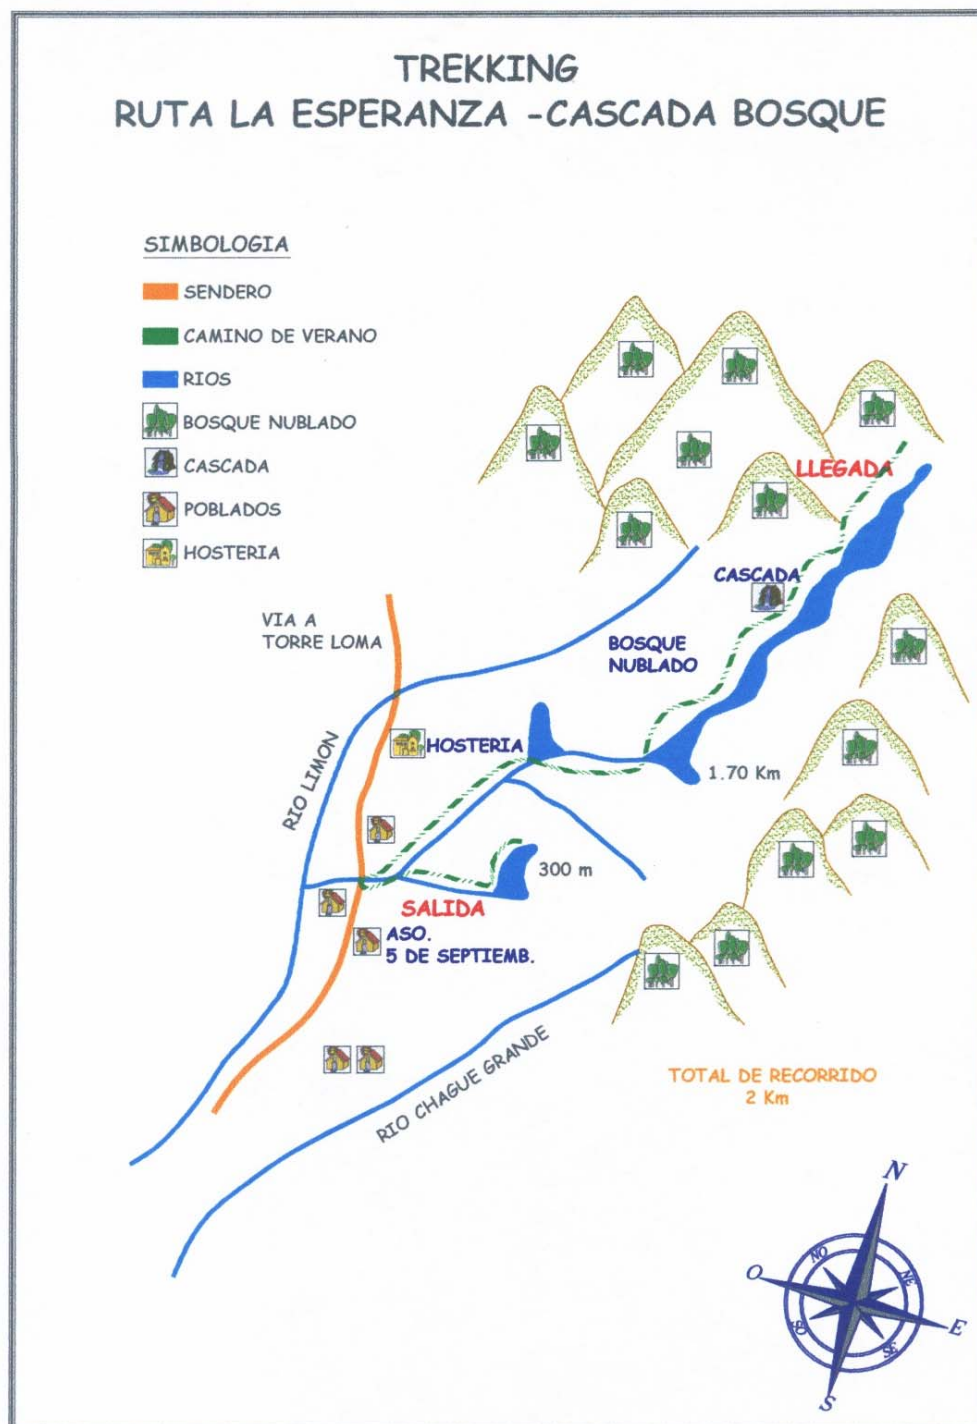 TREKKING
RUTA LA ESPERANZA -CASCADA BOSQUE
SIMBOLOGIA
SENDERO
CAMINO DE VERANO
RIOS
BOSQUE NUBLADO
CASCADA
POBLADOS
HOSTERIA
LLEGADA
CASCADA
VIA A
TORRE LOMA
BOSQUE
NUBLADO
HOSTERIA
RIO LIMON
1.70 Km
300 m
SALIDA
ASO.
5 DE SEPTIEMB.
RIO CHAGUE GRANDE
TOTAL DE RECORRIDO
2 Km
N
NO
NE
O
E
SO
SE
S